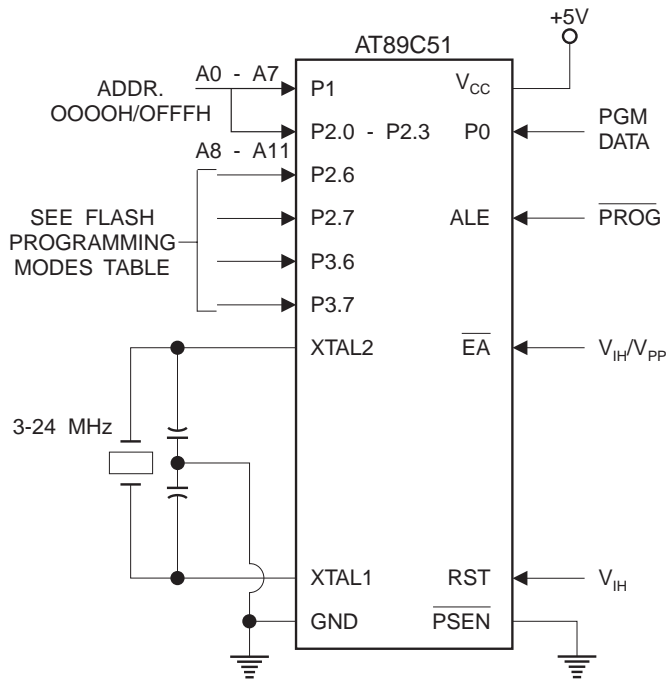 +5V
AT89C51
A0 - A7
ADDR.
OOOOH/OFFFH
P1
VCC
P2.0 - P2.3
P0
PGM
DATA
A8 - A11
P2.6
P2.7
ALE
PROG
SEE FLASH
PROGRAMMING
MODES TABLE
P3.6
P3.7
XTAL2
EA
VIH/VPP
3-24 MHz
XTAL1
RST
VIH
GND
PSEN